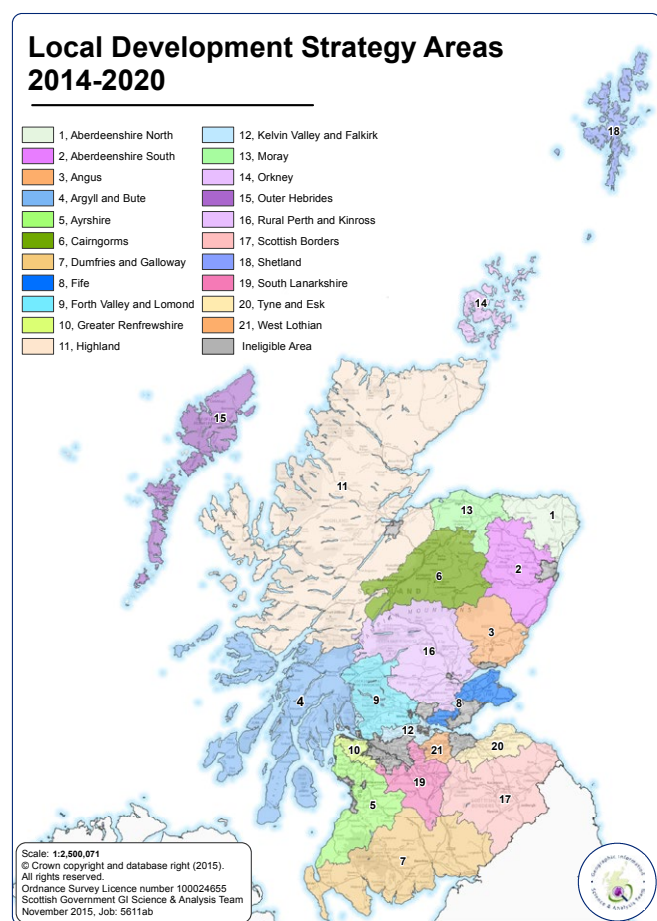 Local Development Strategy Areas
2014-2020
1, Aberdeenshire North
2, Aberdeenshire South
3, Angus
4, Argyll and Bute
5, Ayrshire
6, Cairngorms
7, Dumfries and Galloway
8, Fife
9, Forth Valley and Lomond
10, Greater Renfrewshire
11, Highland
12, Kelvin Valley and Falkirk
13, Moray
14, Orkney
15, Outer Hebrides
16, Rural Perth and Kinross
17, Scottish Borders
18, Shetland
19, South Lanarkshire
20, Tyne and Esk
21, West Lothian
Ineligible Area
18
14
15
11
13
1
6
2
3
16
4
9
8
12
10
21
20
19
5
17
7
Scale: 1:2,500,071
© Crown copyright and database right (2015).
All rights reserved.
Ordnance Survey Licence number 100024655
Scottish Government GI Science & Analysis Team
November 2015, Job: 5611ab
Geographic Information
Science & Analysis Team